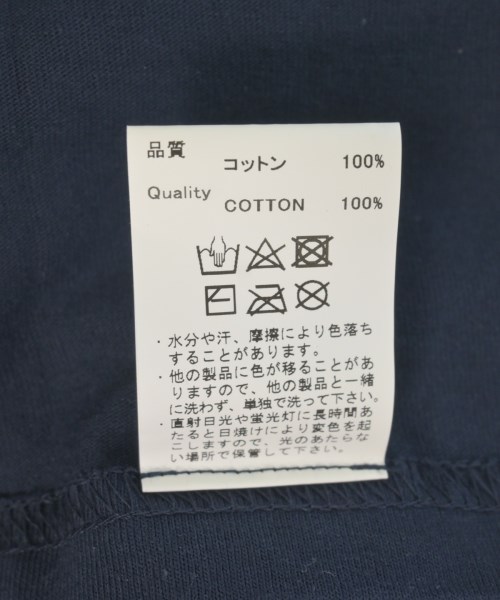 品質 コットン 100%
Quality COTTON 100%
・水分や汗、摩擦により色落ち
することがあります。
・他の製品に色が移ることがあ
りますので、他の製品と一緒
に洗わず、単独で洗って下さい。
・直射日光や蛍光灯に長時間あ
たると日焼けにより変色を起
こしますので、光のあたらな
い場所で保管して下さい。